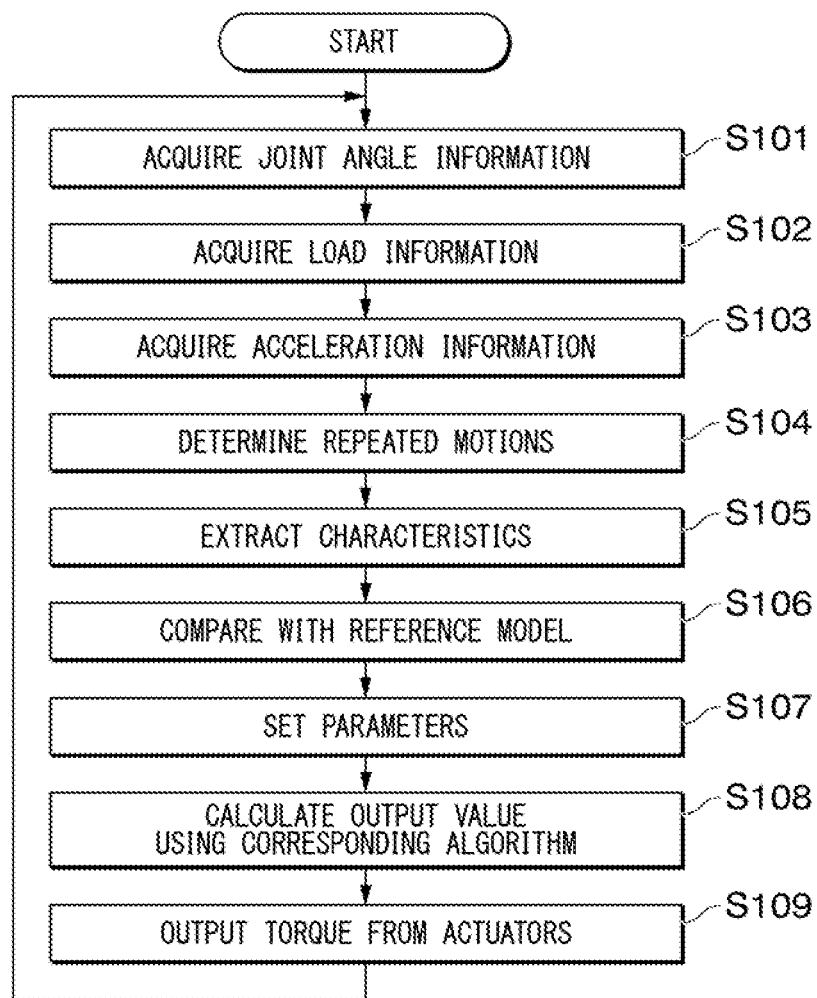 START
ACQUIRE JOINT ANGLE INFORMATION
S101
ACQUIRE LOAD INFORMATION
S102
ACQUIRE ACCELERATION INFORMATION
S103
DETERMINE REPEATED MOTIONS
S104
EXTRACT CHARACTERISTICS
S105
COMPARE WITH REFERENCE MODEL
S106
SET PARAMETERS
S107
CALCULATE OUTPUT VALUE
USING CORRESPONDING ALGORITHM
S108
OUTPUT TORQUE FROM ACTUATORS
S109